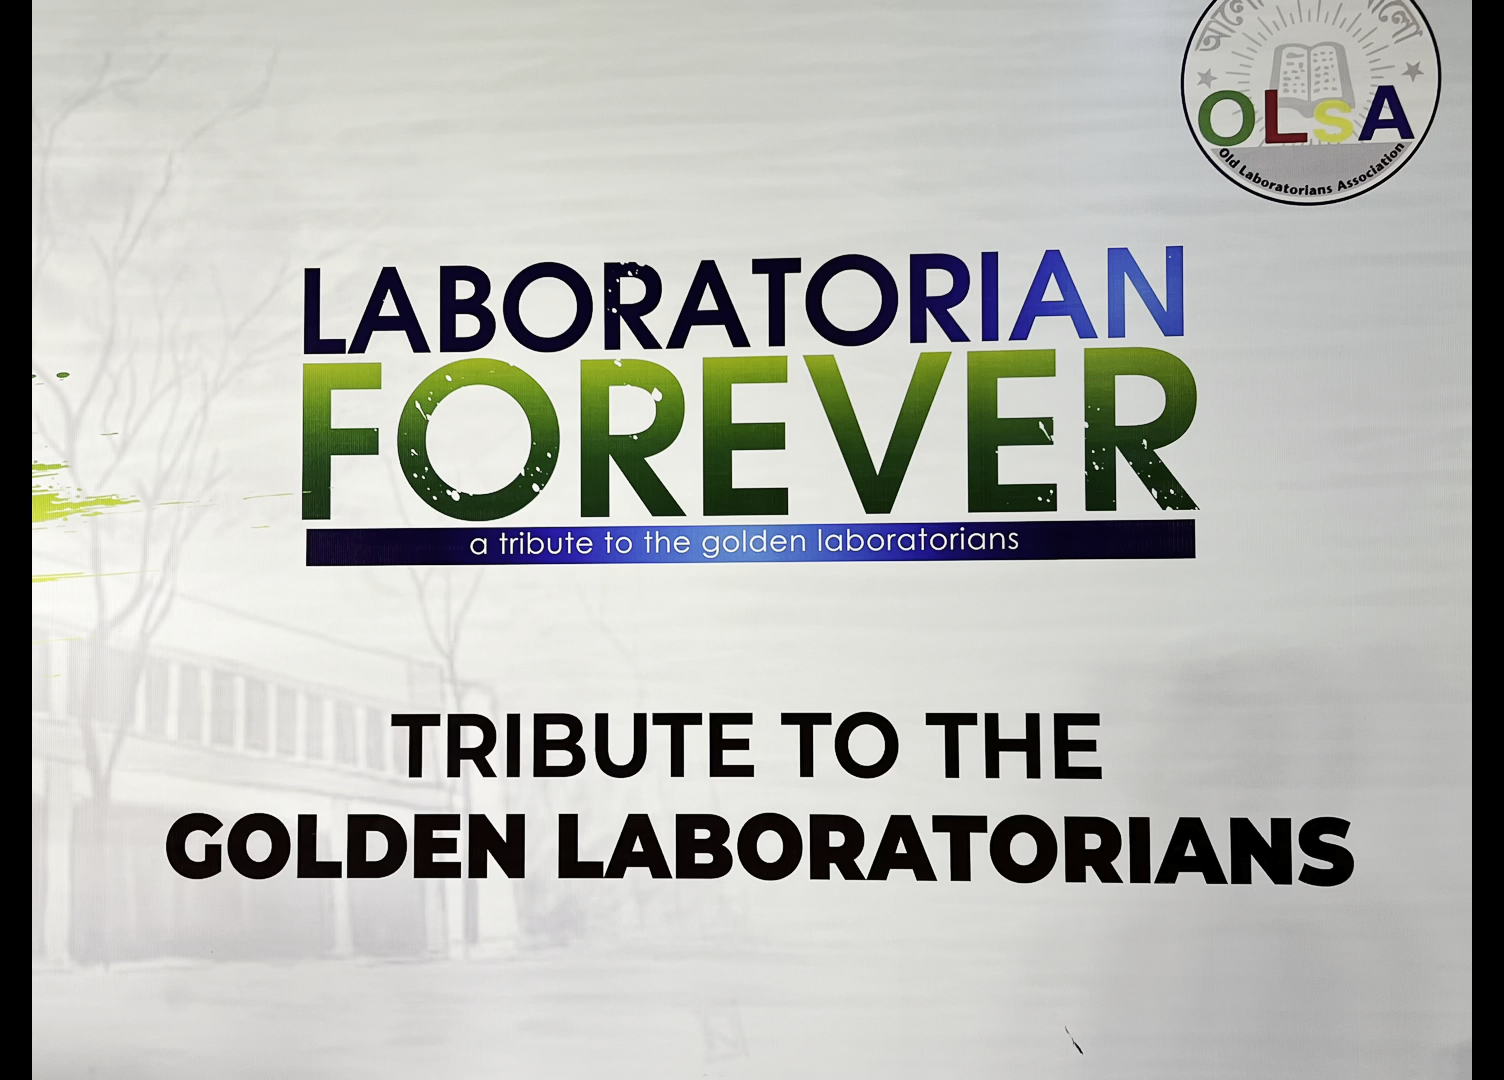 OLsA
Old Laboratorians Association
LABORATORIAN
FOREVER
a tribute to the golden laboratorians
TRIBUTE TO THE
GOLDEN LABORATORIANS